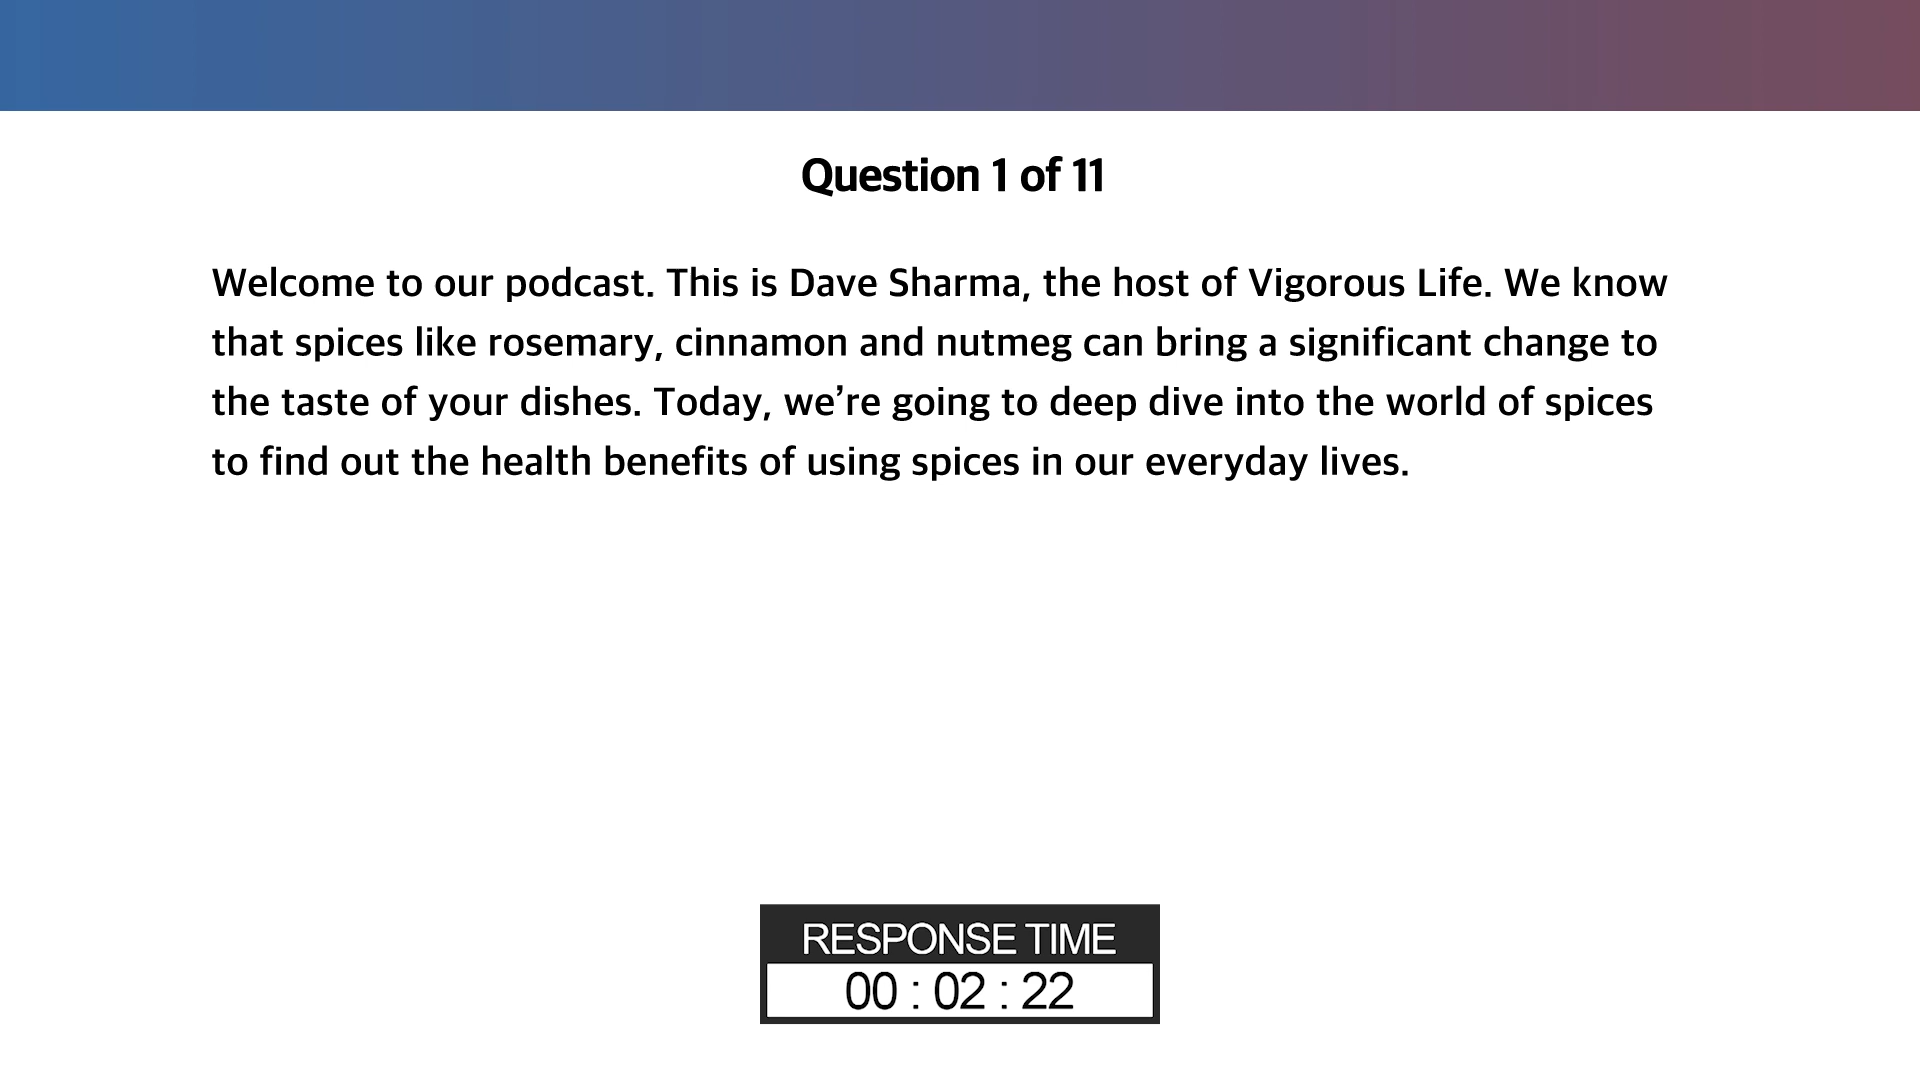 Question 1 of 11
Welcome to our podcast. This is Dave Sharma, the host of Vigorous Life. We know
that spices like rosemary, cinnamon and nutmeg can bring a significant change to
the taste of your dishes. Today, we’re going to deep dive into the world of spices
to find out the health benefits of using spices in our everyday lives.
RESPONSE TIME
00 : 02 : 22